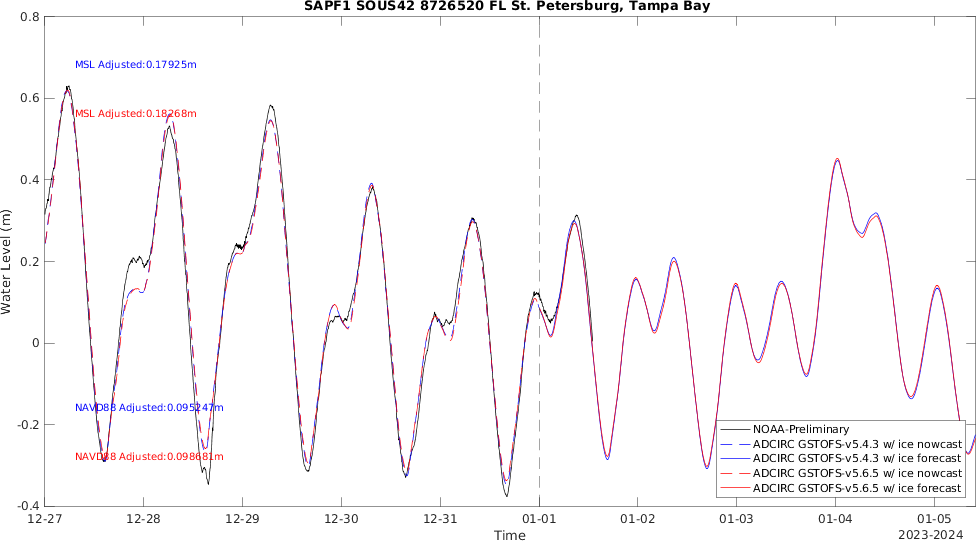 SAPF1 SOUS42 8726520 FL St. Petersburg, Tampa Bay
0.8
MSL Adjusted:0.17925m
0.6
MSL Adjusted:0.18268m
0.4
Water Level (m)
0.2
0
NAVD88 Adjusted:0.095247m
-0.2
NAVD88 Adjusted:0.098681m
NOAA-Preliminary
ADCIRC GSTOFS-v5.4.3 w/ ice nowcast
ADCIRC GSTOFS-v5.4.3 w/ ice forecast
ADCIRC GSTOFS-v5.6.5 w/ ice nowcast
ADCIRC GSTOFS-v5.6.5 w/ ice forecast
-0.4
12-27 12-28 12-29 12-30 12-31 01-01 01-02 01-03 01-04 01-05
Time
2023-2024